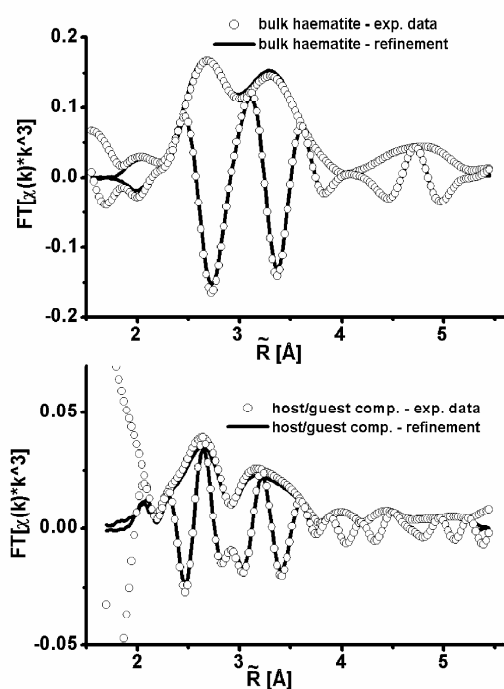 bulk haematite - exp. data
bulk haematite - refinement
0.2
0.1
0.0
-0.1
-0.2
FT[χ(k)*k^3]
2 3 4 5
R̃ [Å]
host/guest comp. - exp. data
host/guest comp. - refinement
0.05
0.00
-0.05
FT[χ(k)*k^3]
2 3 4 5
R̃ [Å]